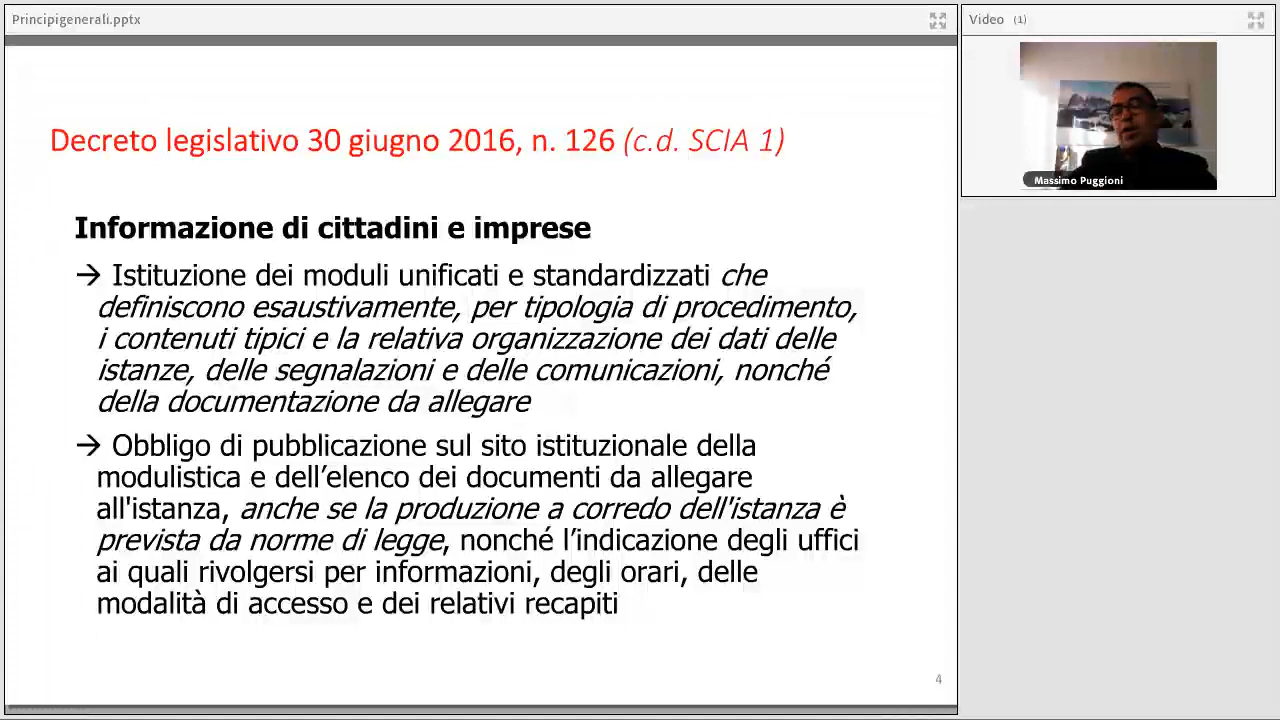 Principigenerali.pptx
Video (1)
Massimo Puggioni
Decreto legislativo 30 giugno 2016, n. 126 (c.d. SCIA 1)
Informazione di cittadini e imprese
→ Istituzione dei moduli unificati e standardizzati che
definiscono esaustivamente, per tipologia di procedimento,
i contenuti tipici e la relativa organizzazione dei dati delle
istanze, delle segnalazioni e delle comunicazioni, nonché
della documentazione da allegare
→ Obbligo di pubblicazione sul sito istituzionale della
modulistica e dell’elenco dei documenti da allegare
all'istanza, anche se la produzione a corredo dell'istanza è
prevista da norme di legge, nonché l’indicazione degli uffici
ai quali rivolgersi per informazioni, degli orari, delle
modalità di accesso e dei relativi recapiti
4